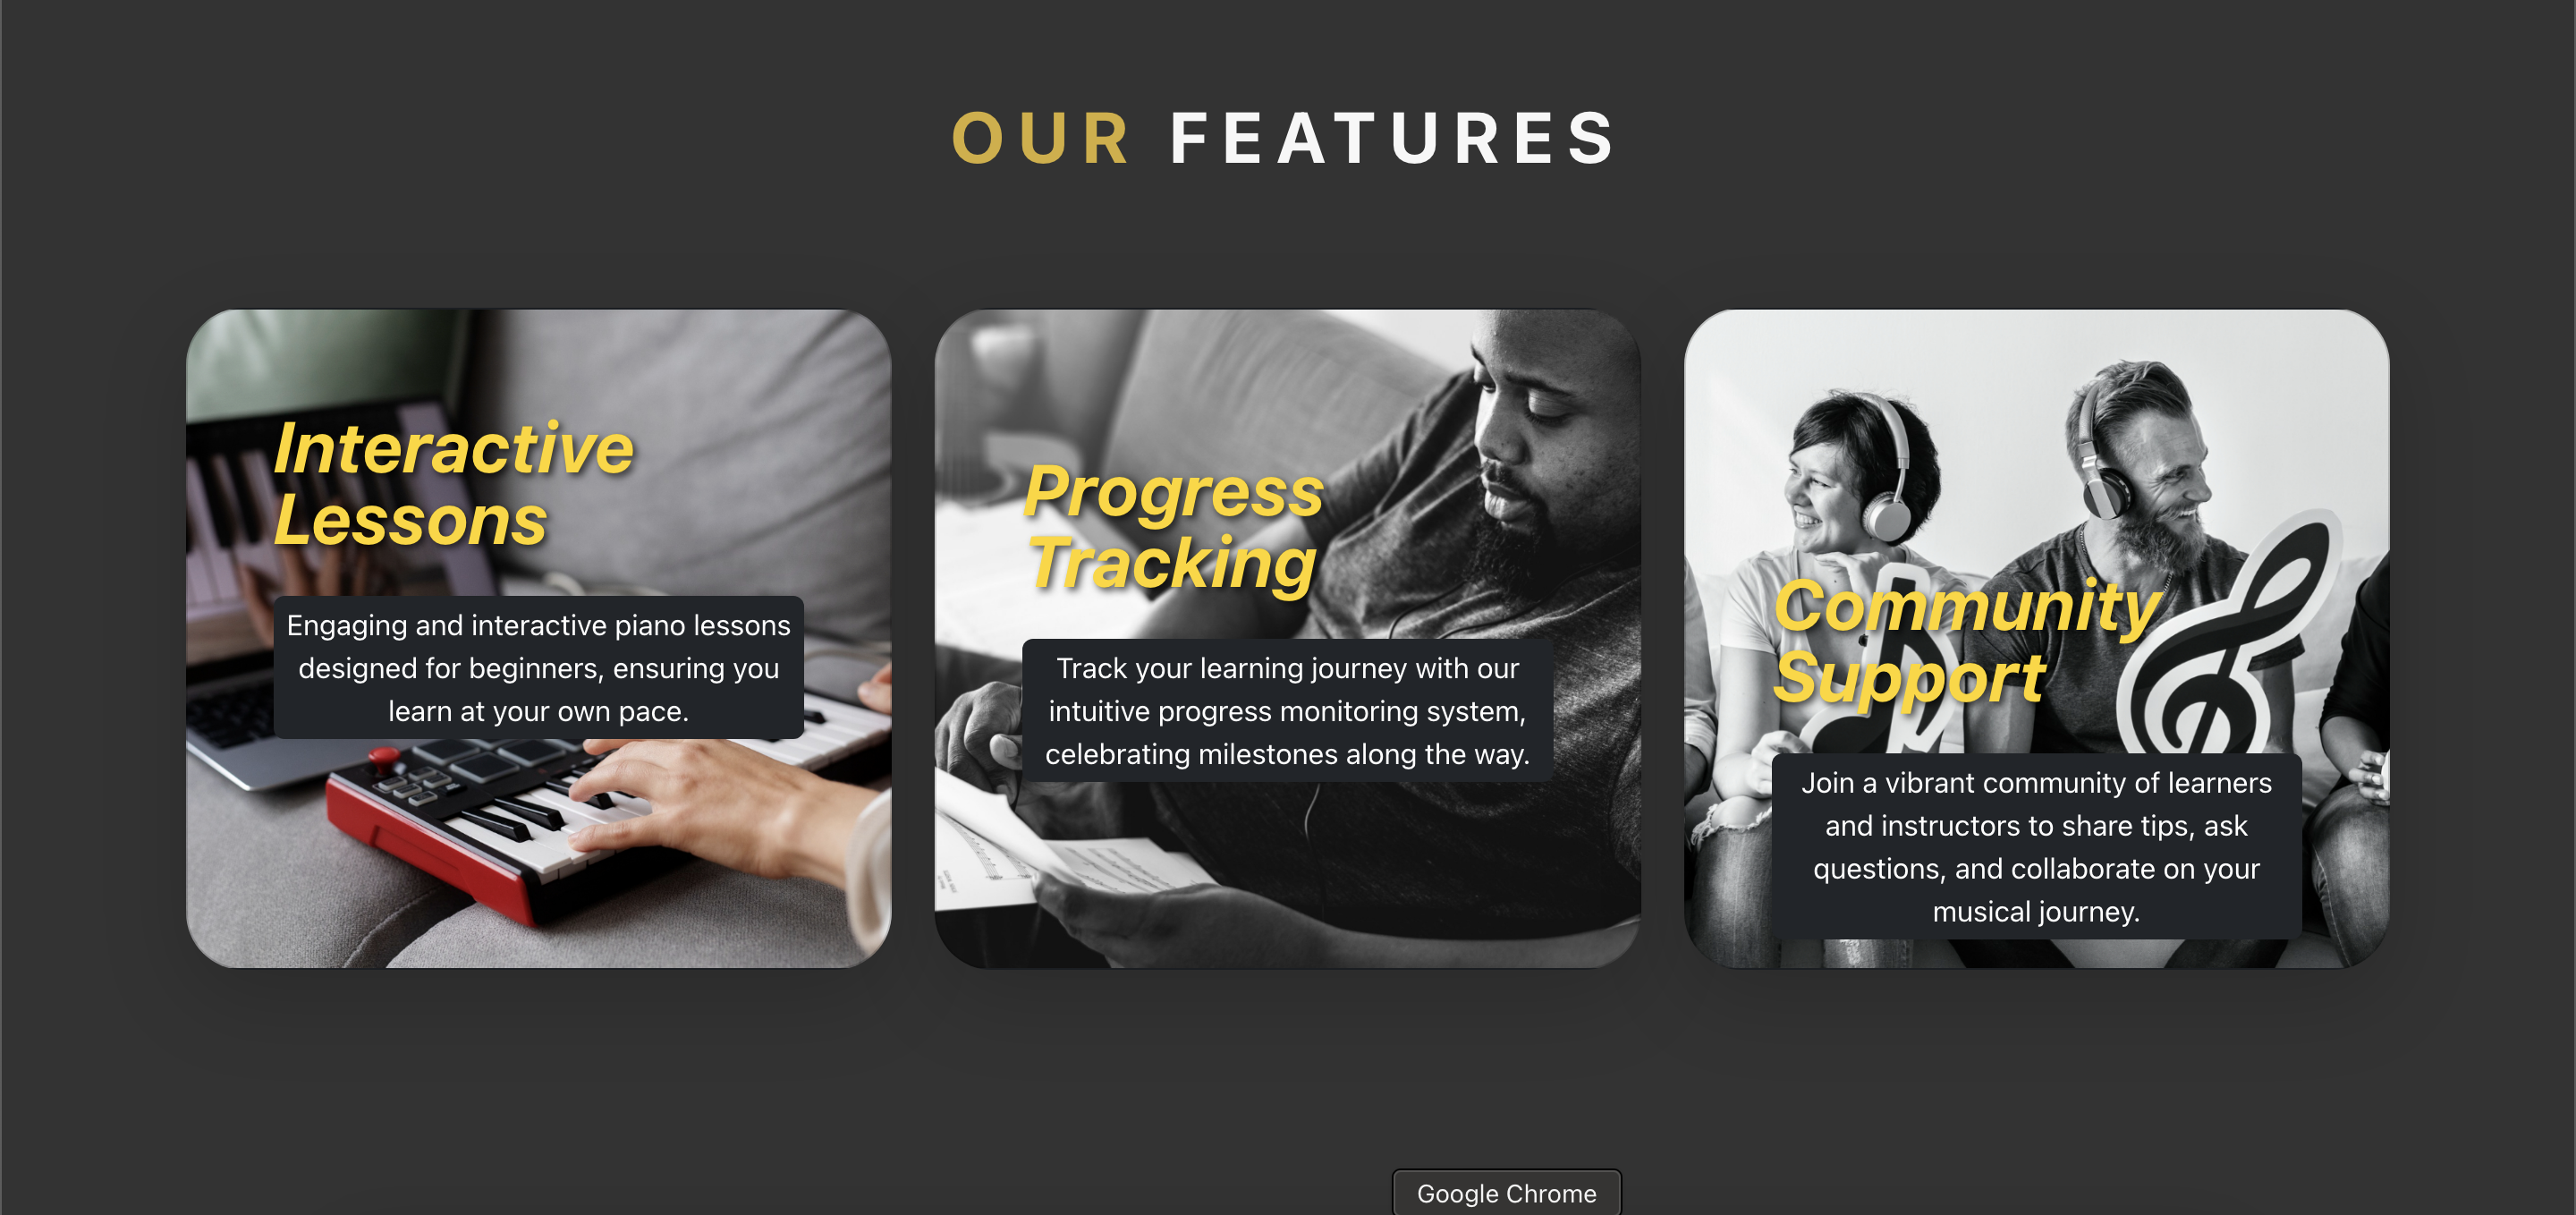 OUR FEATURES
Interactive
Lessons
Engaging and interactive piano lessons
designed for beginners, ensuring you
learn at your own pace.
Progress
Tracking
Track your learning journey with our
intuitive progress monitoring system,
celebrating milestones along the way.
Community
Support
Join a vibrant community of learners
and instructors to share tips, ask
questions, and collaborate on your
musical journey.
Google Chrome